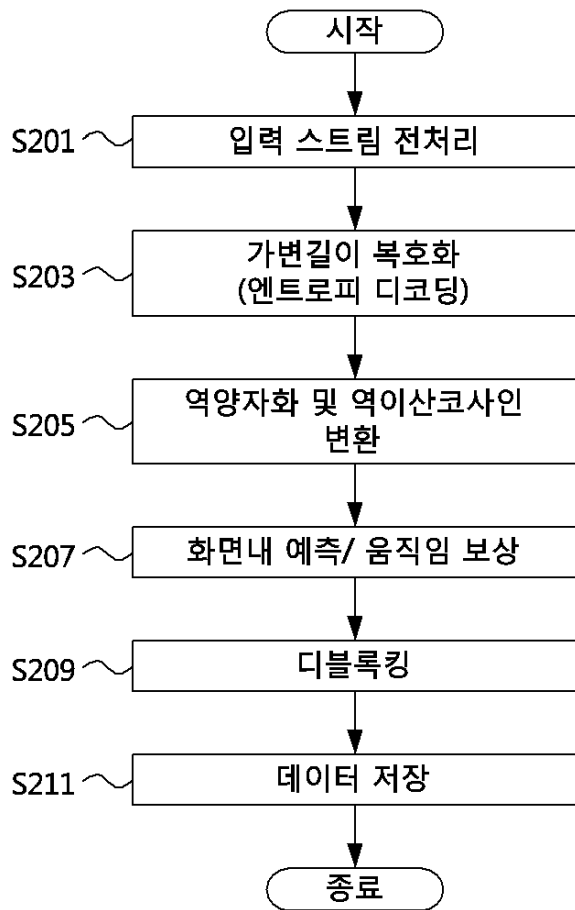 시작
S201
입력 스트림 전처리
S203
가변길이 복호화
(엔트로피 디코딩)
S205
역양자화 및 역이산코사인
변환
S207
화면내 예측/ 움직임 보상
S209
디블록킹
S211
데이터 저장
종료